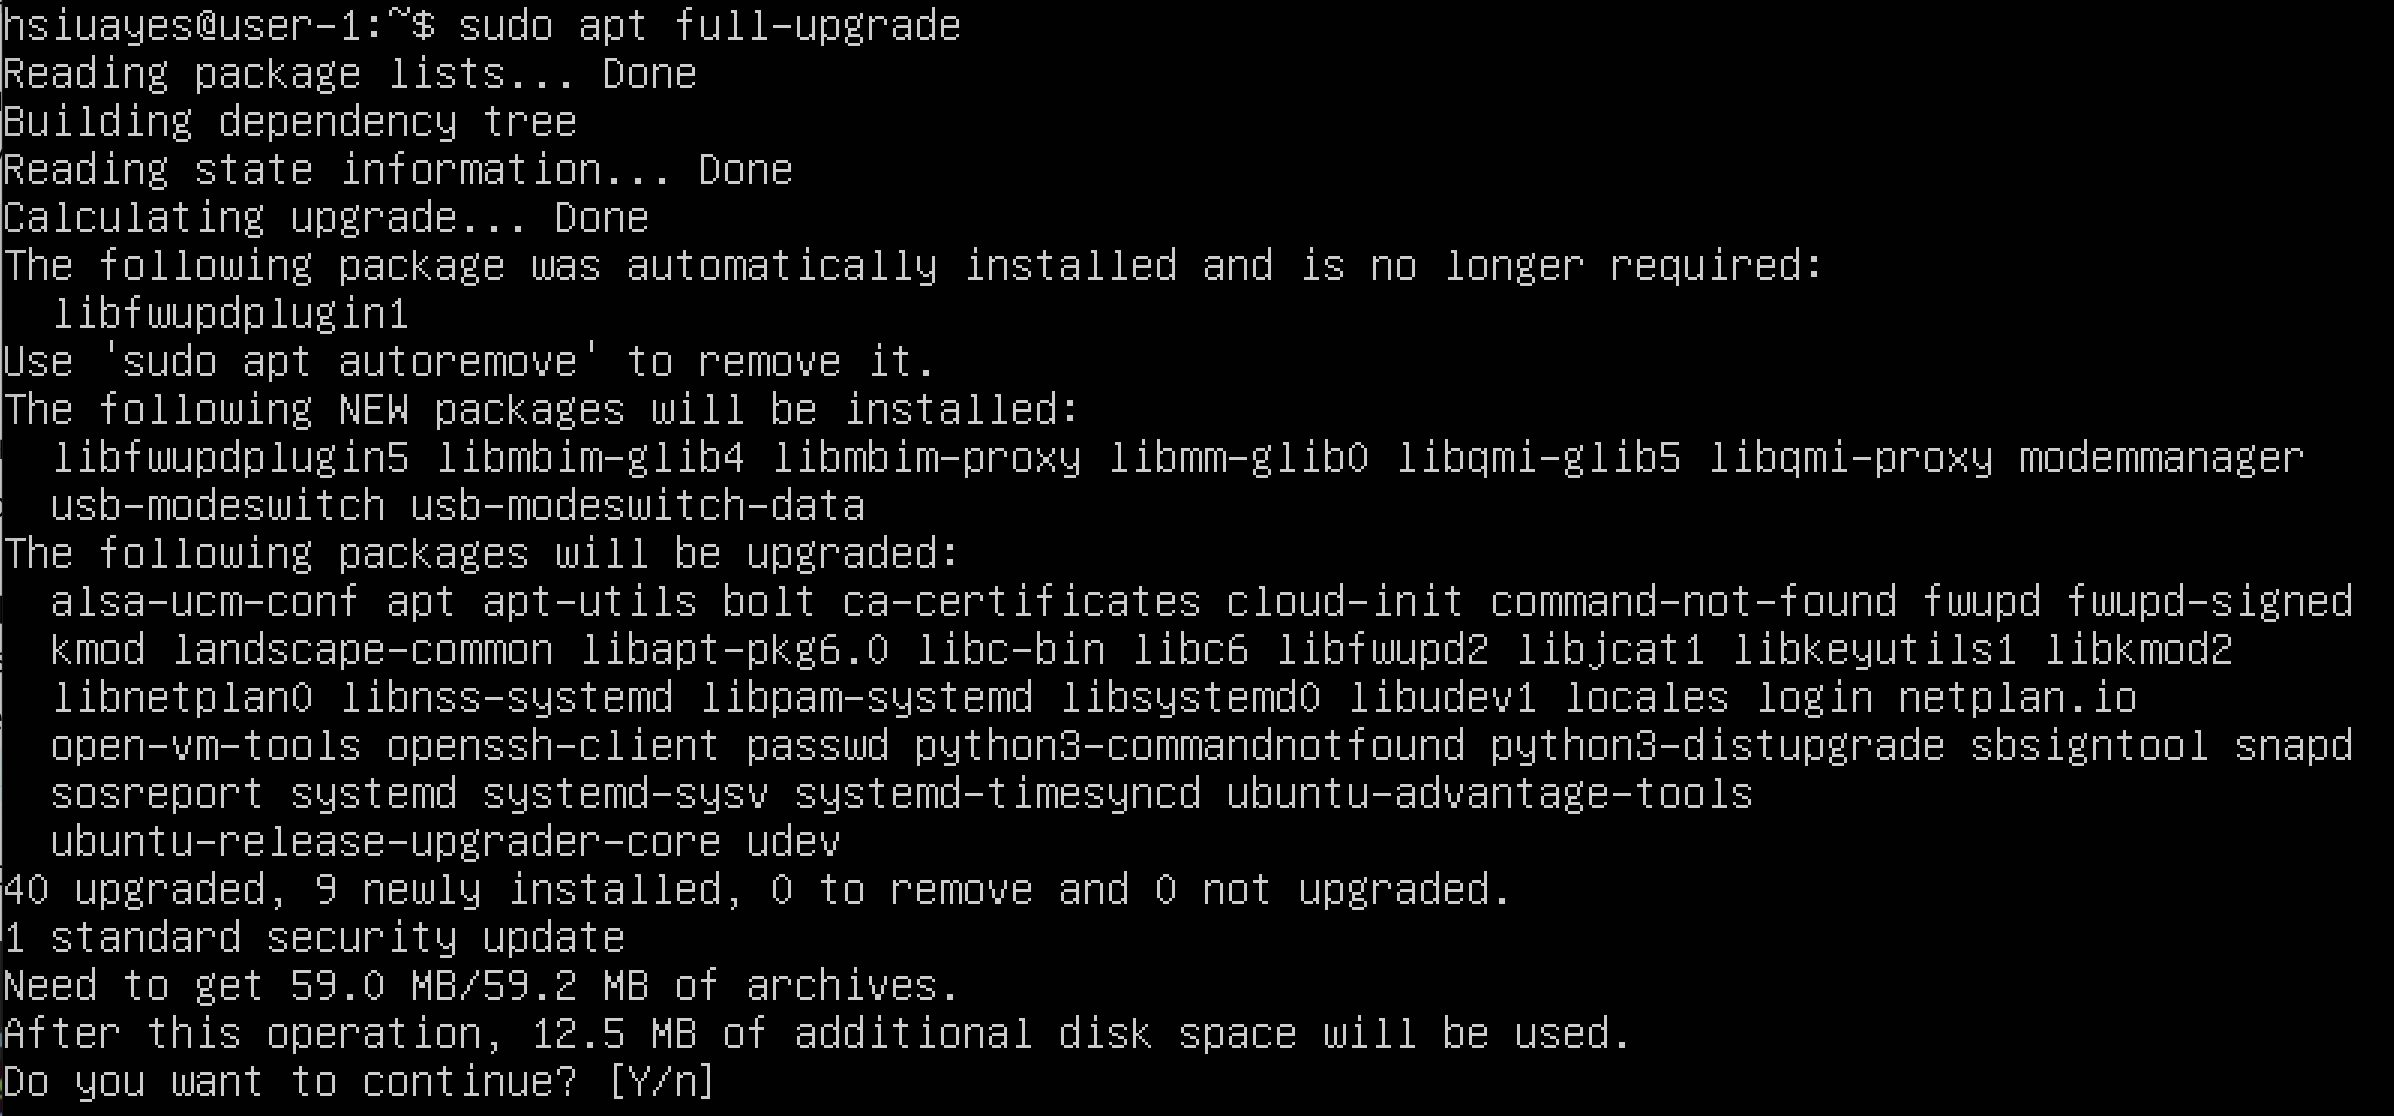 hsiuayes@user-1:~$ sudo apt full-upgrade
Reading package lists... Done
Building dependency tree
Reading state information... Done
Calculating upgrade... Done
The following package was automatically installed and is no longer required:
  libfwupdplugin1
Use 'sudo apt autoremove' to remove it.
The following NEW packages will be installed:
  libfwupdplugin5 libmbim-glib4 libmbim-proxy libmm-glib0 libqmi-glib5 libqmi-proxy modemmanager
  usb-modeswitch usb-modeswitch-data
The following packages will be upgraded:
  alsa-ucm-conf apt apt-utils bolt ca-certificates cloud-init command-not-found fwupd fwupd-signed
  kmod landscape-common libapt-pkg6.0 libc-bin libc6 libfwupd2 libjcat1 libkeyutils1 libkmod2
  libnetplan0 libnss-systemd libpam-systemd libsystemd0 libudev1 locales login netplan.io
  open-vm-tools openssh-client passwd python3-commandnotfound python3-distupgrade sbsigntool snapd
  sosreport systemd systemd-sysv systemd-timesyncd ubuntu-advantage-tools
  ubuntu-release-upgrader-core udev
40 upgraded, 9 newly installed, 0 to remove and 0 not upgraded.
1 standard security update
Need to get 59.0 MB/59.2 MB of archives.
After this operation, 12.5 MB of additional disk space will be used.
Do you want to continue? [Y/n]